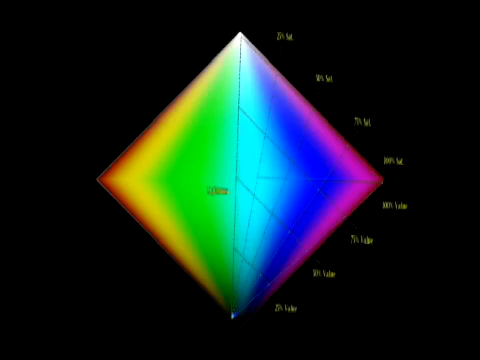 25% Sat.
50% Sat.
75% Sat.
100% Sat.
100% Value
75% Value
50% Value
25% Value